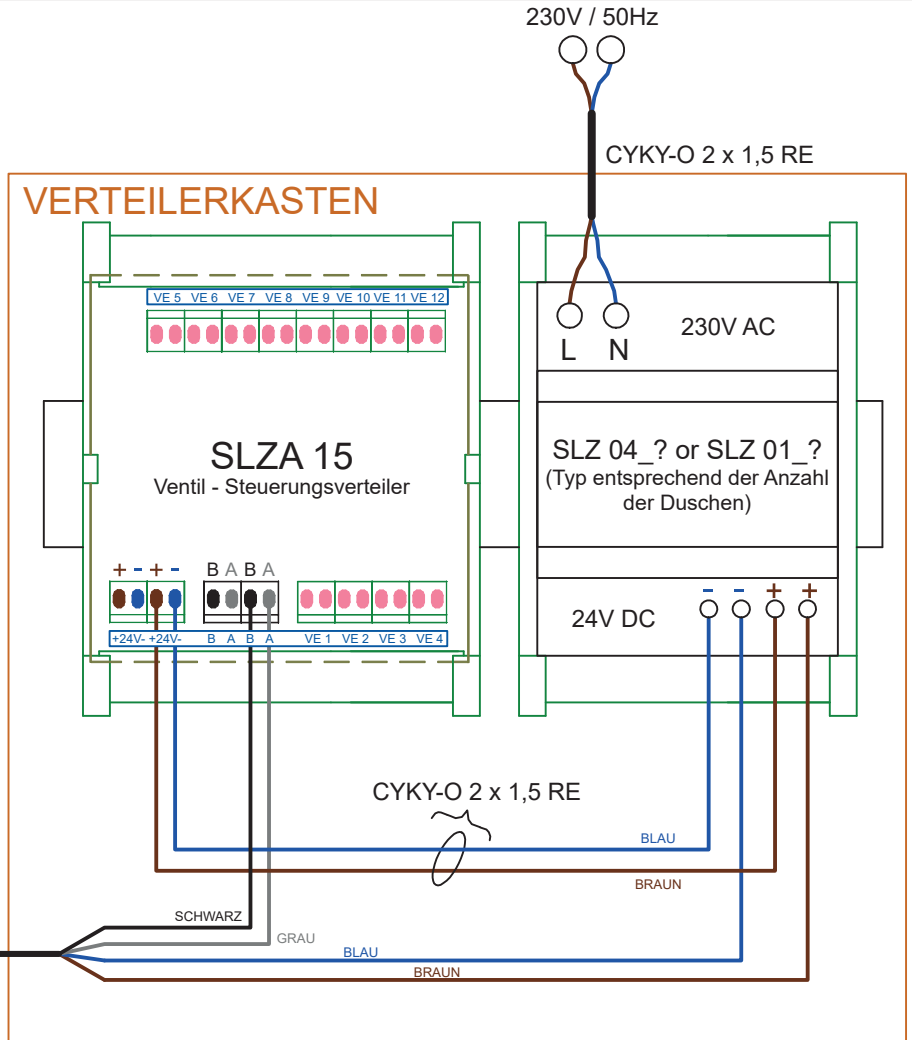 230V / 50Hz
CYKY-O 2 x 1,5 RE
VERTEILERKASTEN
VE 5 VE 6 VE 7 VE 8 VE 9 VE 10 VE 11 VE 12
230V AC
L N
SLZA 15
Ventil - Steuerungsverteiler
SLZ 04_? or SLZ 01_?
(Typ entsprechend der Anzahl
der Duschen)
+ - + - B A B A
+24V- +24V- B A B A VE 1 VE 2 VE 3 VE 4
24V DC
- - + +
CYKY-O 2 x 1,5 RE
BLAU
BRAUN
SCHWARZ
GRAU
BLAU
BRAUN